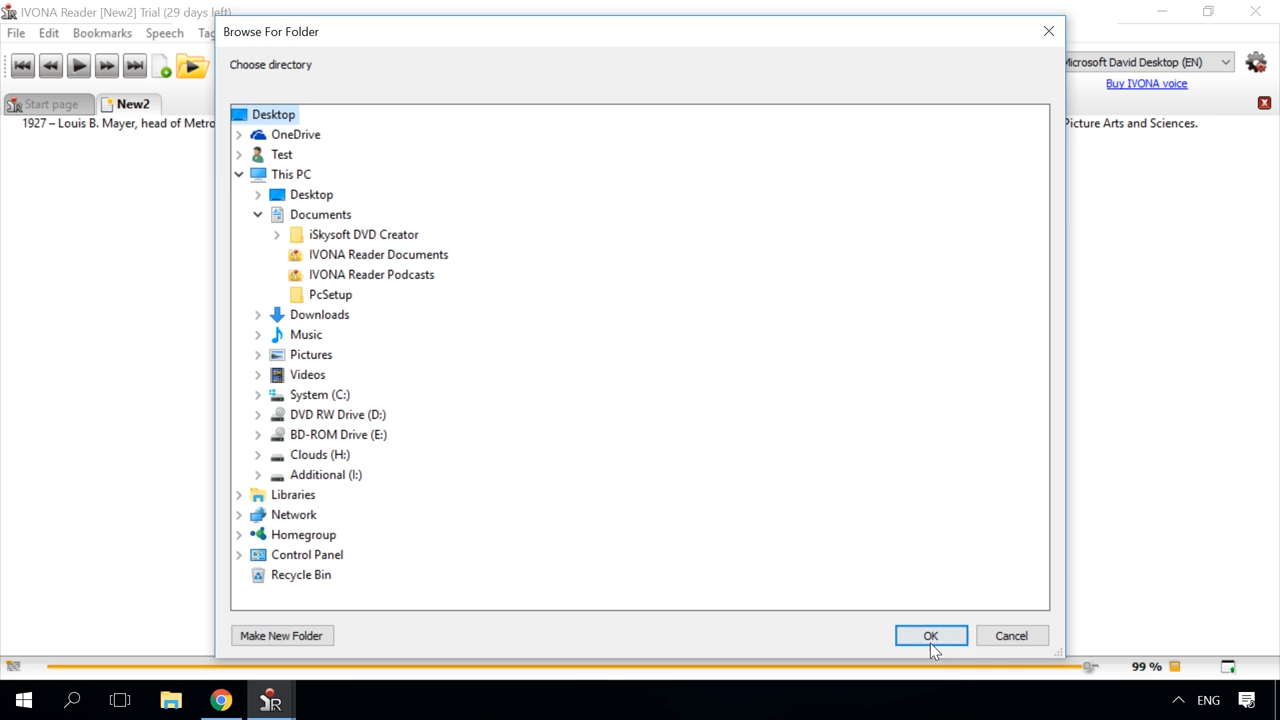 IVONA Reader [New2] Trial (29 days left)
Browse For Folder
File Edit Bookmarks Speech
Choose directory
Microsoft David Desktop (EN)
Buy IVONA voice
Start page New2
1927 – Louis B. Mayer, head of Metro Picture Arts and Sciences.
Desktop
OneDrive
Test
This PC
Desktop
Documents
iSkysoft DVD Creator
IVONA Reader Documents
IVONA Reader Podcasts
PcSetup
Downloads
Music
Pictures
Videos
System (C:)
DVD RW Drive (D:)
BD-ROM Drive (E:)
Clouds (H:)
Additional (I:)
Libraries
Network
Homegroup
Control Panel
Recycle Bin
Make New Folder OK Cancel
99 %
ENG